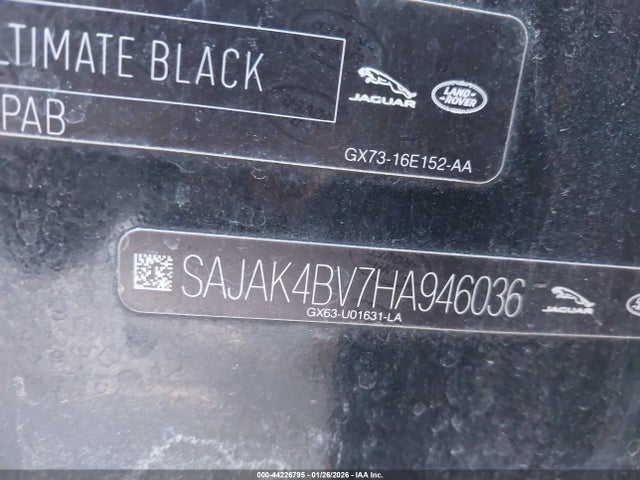 LTIMATE BLACK
PAB
JAGUAR
LAND-
ROVER
GX73-16E152-AA
SAJAK4BV7HA946036
GX63-U01631-LA
JAGUAR
000-44226795 - 01/26/2026 - IAA Inc.